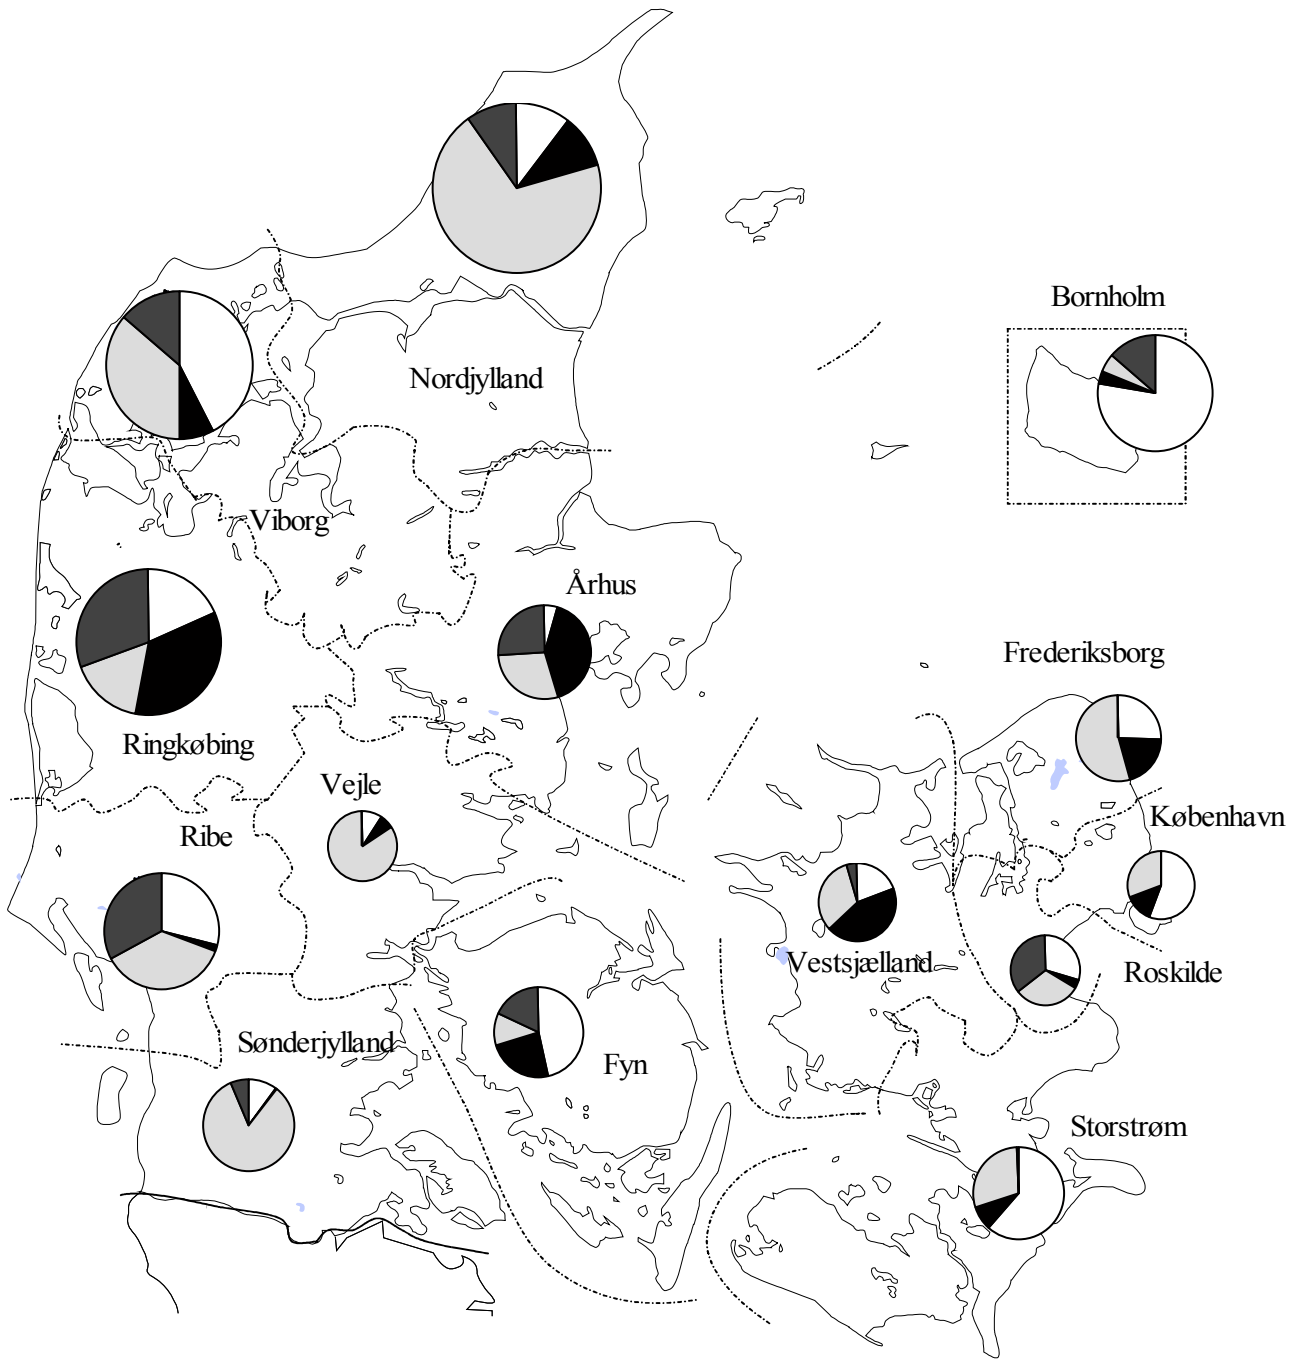 Bornholm
Nordjylland
Viborg
Århus
Frederiksborg
Ringkøbing
Vejle
København
Ribe
Vestsjælland
Roskilde
Sønderjylland
Fyn
Storstrøm